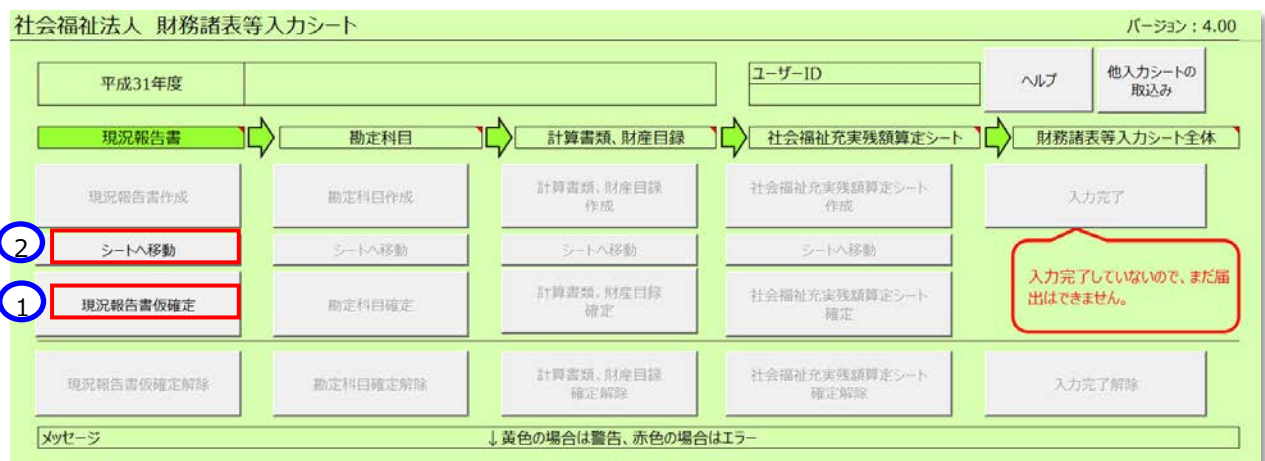 社会福祉法人 財務諸表等入力シート
バージョン：4.00
平成31年度
ユーザーID
ヘルプ
他入力シートの
取込み
現況報告書
勘定科目
計算書類、財産目録
社会福祉充実残額算定シート
財務諸表等入力シート全体
現況報告書作成
勘定科目作成
計算書類、財産目録
作成
社会福祉充実残額算定シート
作成
入力完了
2
シートへ移動
シートへ移動
シートへ移動
シートへ移動
入力完了していないので、まだ届
出はできません。
1
現況報告書仮確定
勘定科目確定
計算書類、財産目録
確定
社会福祉充実残額算定シート
確定
現況報告書仮確定解除
勘定科目確定解除
計算書類、財産目録
確定解除
社会福祉充実残額算定シート
確定解除
入力完了解除
メッセージ
↓黄色の場合は警告、赤色の場合はエラー